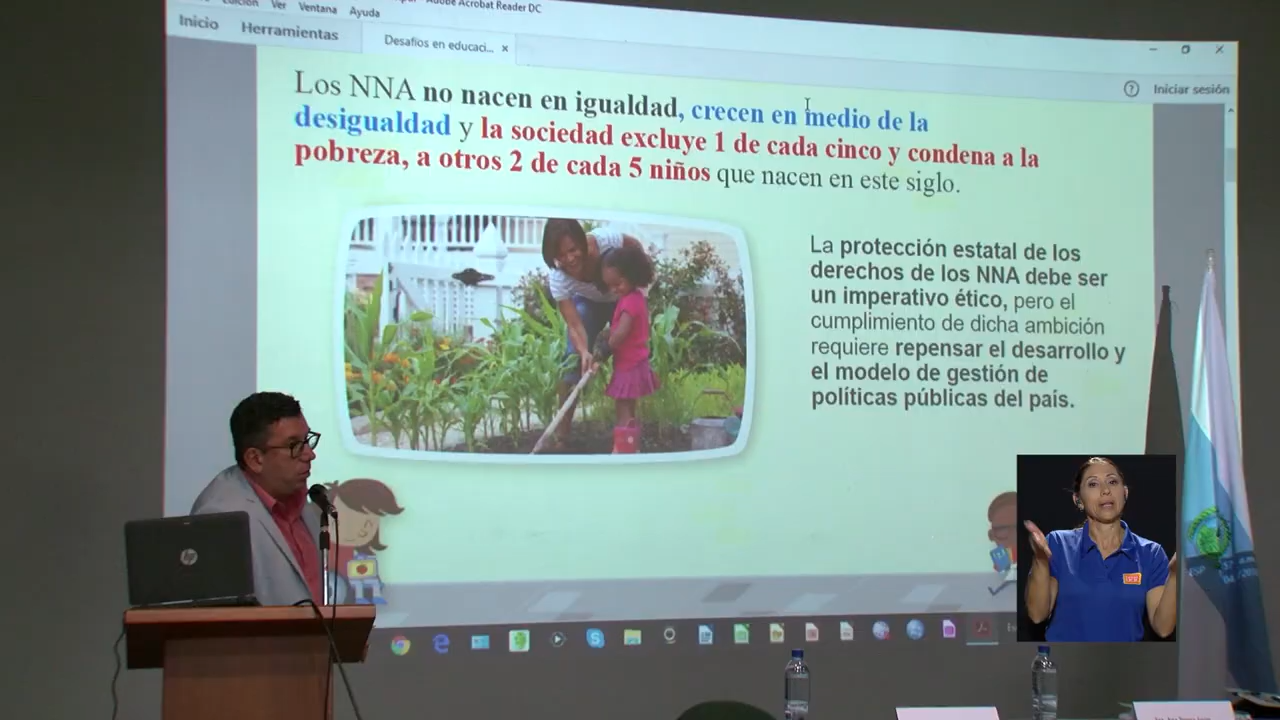 Edición Ver Ventana Ayuda
Adobe Acrobat Reader DC
Inicio Herramientas
Desafíos en educaci... ×
Iniciar sesión
Los NNA no nacen en igualdad, crecen en medio de la
desigualdad y la sociedad excluye 1 de cada cinco y condena a la
pobreza, a otros 2 de cada 5 niños que nacen en este siglo.
La protección estatal de los
derechos de los NNA debe ser
un imperativo ético, pero el
cumplimiento de dicha ambición
requiere repensar el desarrollo y
el modelo de gestión de
políticas públicas del país.
hp